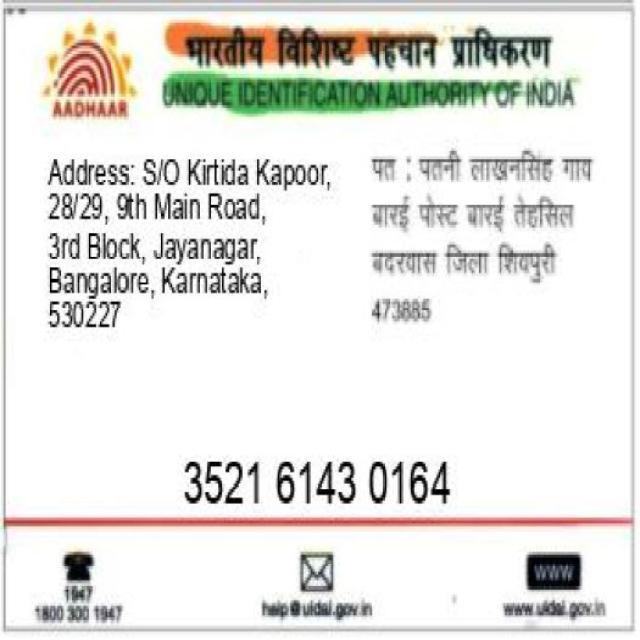 भारतीय विशिष्ट पहचान प्राधिकरण
AADHAAR
UNIQUE IDENTIFICATION AUTHORITY OF INDIA
Address: S/O Kirtida Kapoor,
28/29, 9th Main Road,
3rd Block, Jayanagar,
Bangalore, Karnataka,
530227
पत : पतनी लाखनसिंह गाव
बारई पोस्ट बारई तेहसिल
बदरवास जिला शिवपुरी
473885
3521 6143 0164
1947
1800 300 1947
help@uidai.gov.in
WWW
www.uidai.gov.in